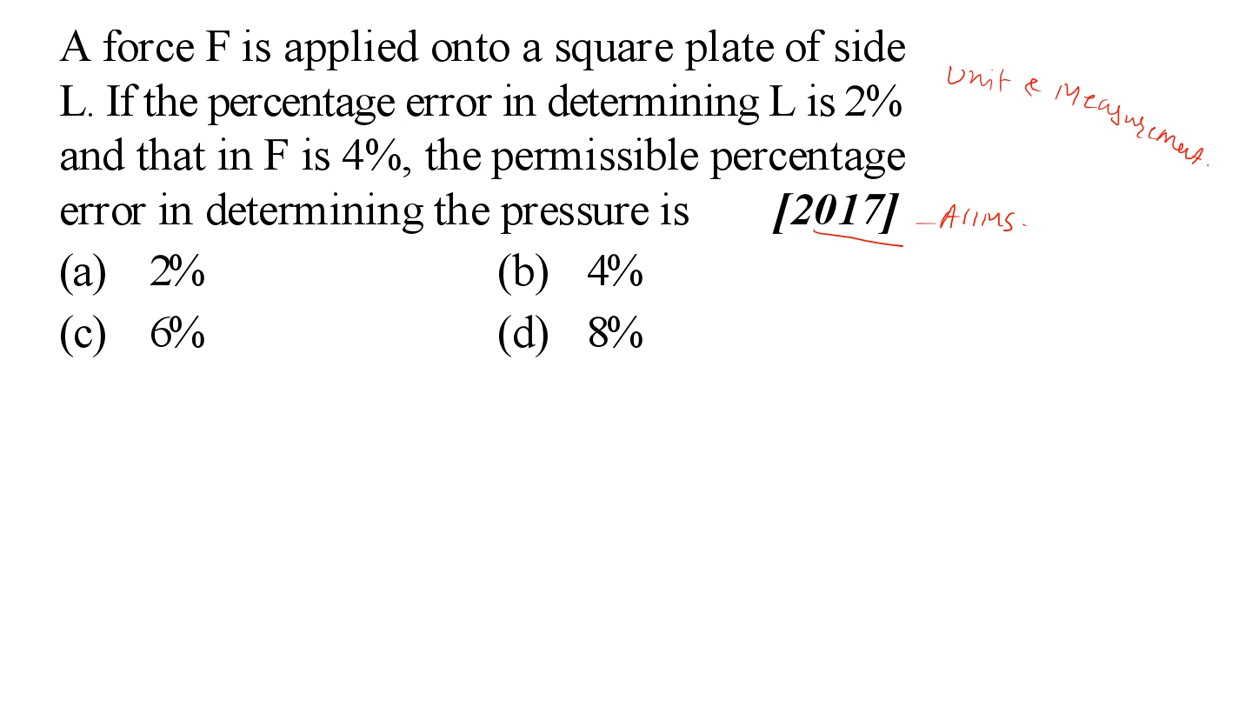 A force F is applied onto a square plate of side
L. If the percentage error in determining L is 2%
and that in F is 4%, the permissible percentage
error in determining the pressure is [2017] - AIIMS.
(a) 2% (b) 4%
(c) 6% (d) 8%
Unit & Measurement.